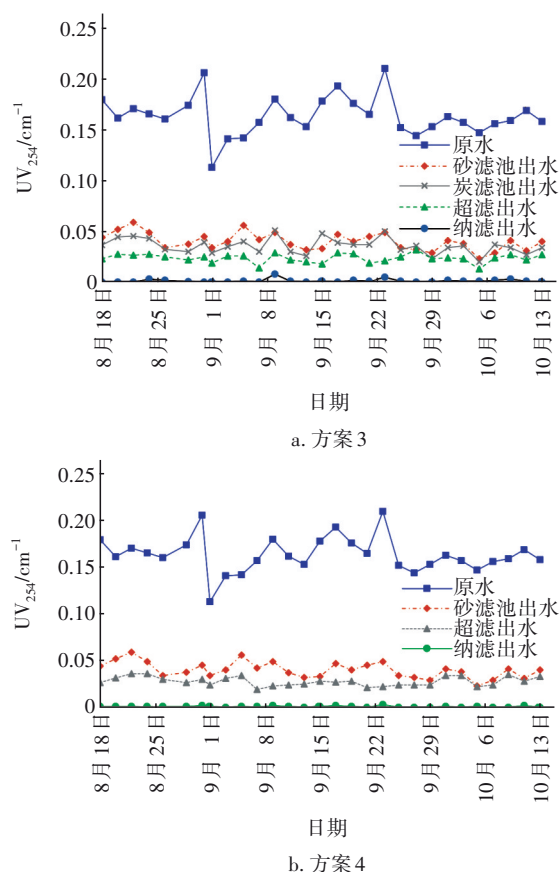 0.25
0.20
0.15
0.10
0.05
0
UV254/cm⁻¹
原水
砂滤池出水
炭滤池出水
超滤出水
纳滤出水
8月18日
8月25日
9月1日
9月8日
9月15日
9月22日
9月29日
10月6日
10月13日
日期
a. 方案3
0.25
0.20
0.15
0.10
0.05
0
UV254/cm⁻¹
原水
砂滤池出水
超滤出水
纳滤出水
8月18日
8月25日
9月1日
9月8日
9月15日
9月22日
9月29日
10月6日
10月13日
日期
b. 方案4